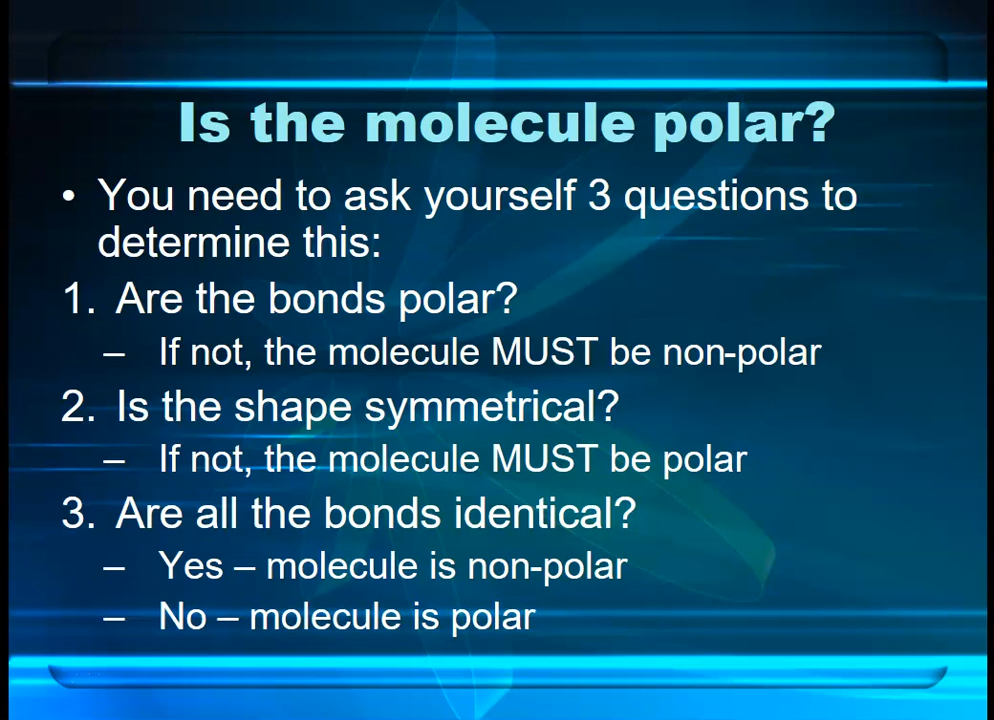 Is the molecule polar?
• You need to ask yourself 3 questions to
determine this:
1. Are the bonds polar?
– If not, the molecule MUST be non-polar
2. Is the shape symmetrical?
– If not, the molecule MUST be polar
3. Are all the bonds identical?
– Yes – molecule is non-polar
– No – molecule is polar